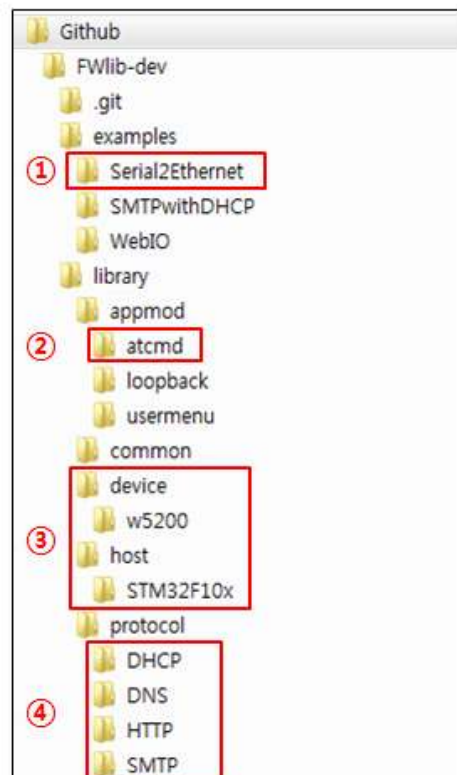 Github
FWlib-dev
.git
examples
① Serial2Ethernet
SMTPwithDHCP
WebIO
library
appmod
② atcmd
loopback
usermenu
common
device
w5200
③
host
STM32F10x
protocol
DHCP
DNS
④
HTTP
SMTP